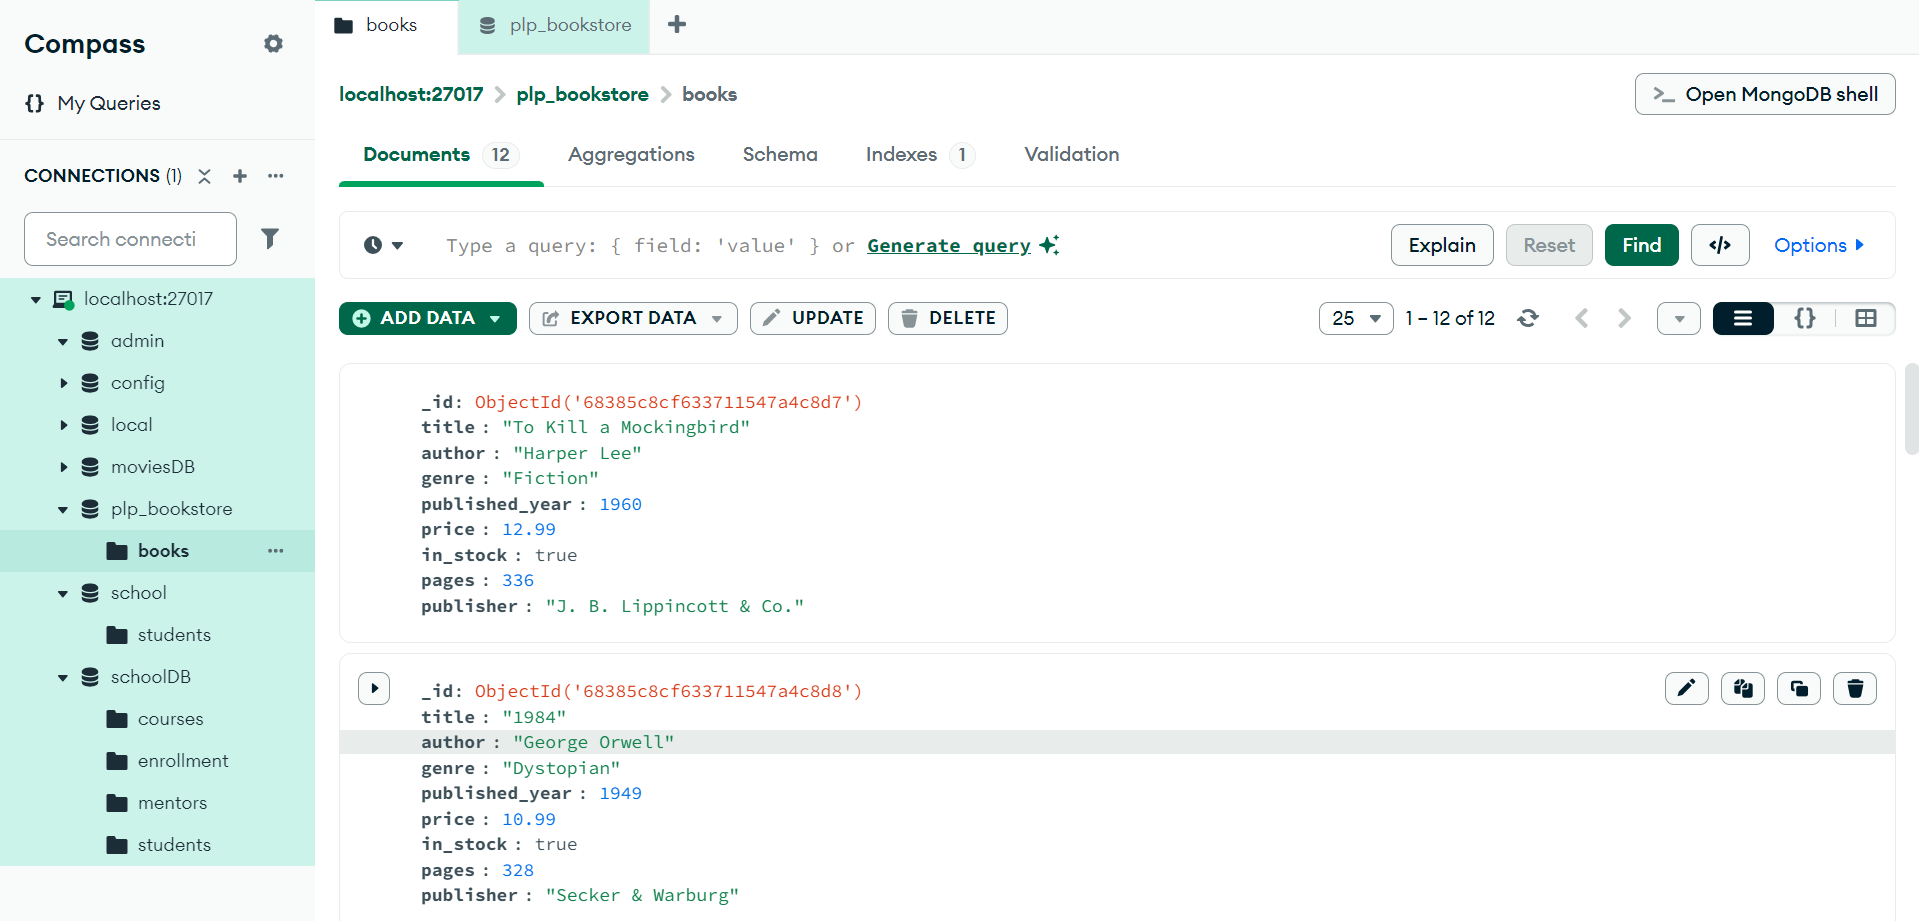 Compass
My Queries
CONNECTIONS (1)
Search connecti
localhost:27017
admin
config
local
moviesDB
plp_bookstore
books
school
students
schoolDB
courses
enrollment
mentors
students
books
plp_bookstore
localhost:27017 > plp_bookstore > books
>_ Open MongoDB shell
Documents 12 Aggregations Schema Indexes 1 Validation
Type a query: { field: 'value' } or Generate query
Explain Reset Find </> Options
ADD DATA EXPORT DATA UPDATE DELETE
25 1 – 12 of 12 {}
_id: ObjectId('68385c8cf633711547a4c8d7')
title : "To Kill a Mockingbird"
author : "Harper Lee"
genre : "Fiction"
published_year : 1960
price : 12.99
in_stock : true
pages : 336
publisher : "J. B. Lippincott & Co."
_id: ObjectId('68385c8cf633711547a4c8d8')
title : "1984"
author : "George Orwell"
genre : "Dystopian"
published_year : 1949
price : 10.99
in_stock : true
pages : 328
publisher : "Secker & Warburg"